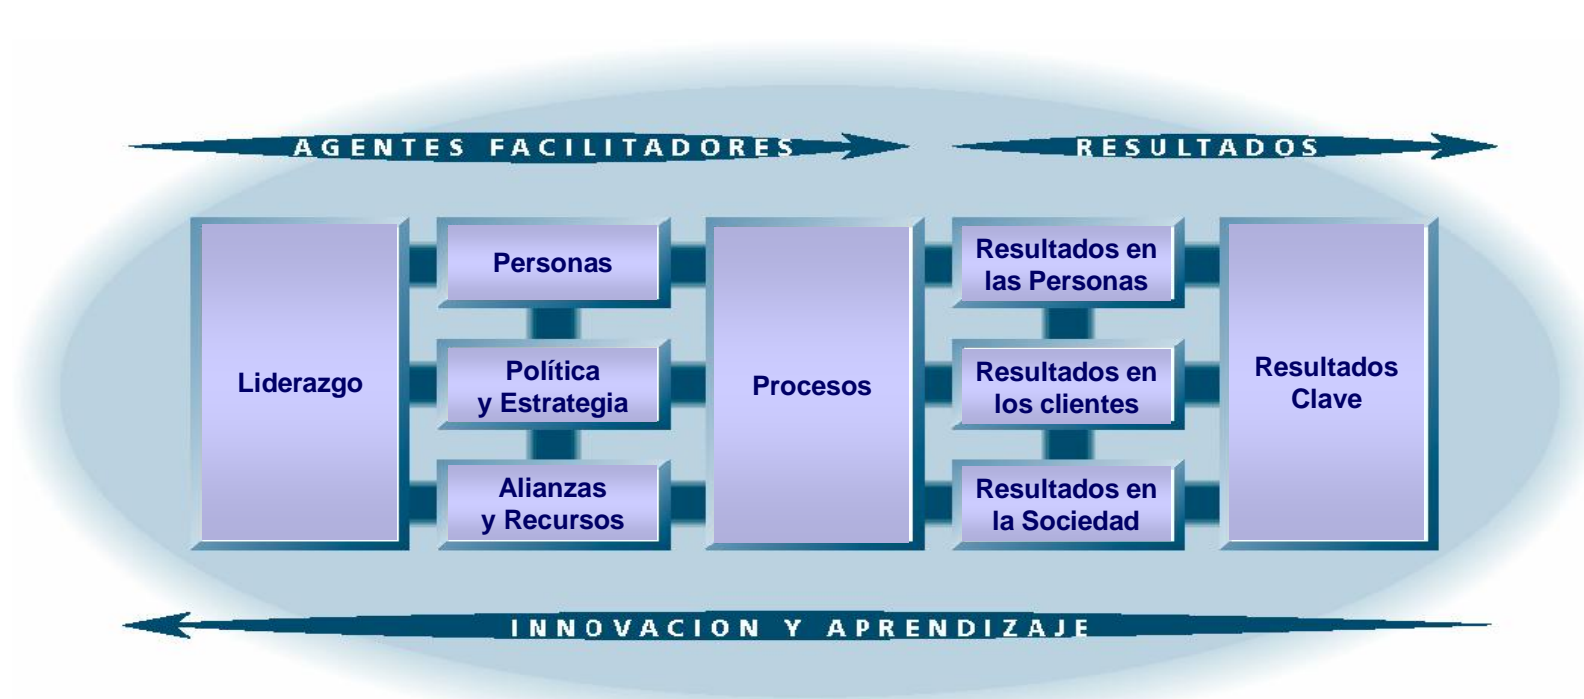 AGENTES FACILITADORES
RESULTADOS
Liderazgo
Personas
Política
y Estrategia
Alianzas
y Recursos
Procesos
Resultados en
las Personas
Resultados en
los clientes
Resultados en
la Sociedad
Resultados
Clave
INNOVACION Y APRENDIZAJE